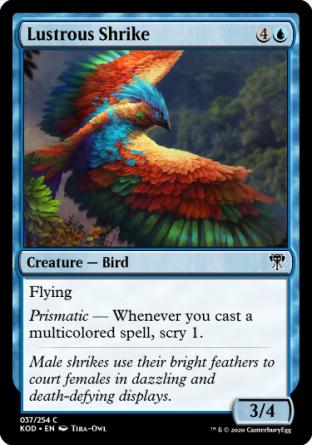 Lustrous Shrike 4
Creature — Bird
Flying
Prismatic — Whenever you cast a
multicolored spell, scry 1.
Male shrikes use their bright feathers to
court females in dazzling and
death-defying displays.
3/4
037/254 C
KOD • EN Tira-Owl
™ & © 2020 CanterburyEgg